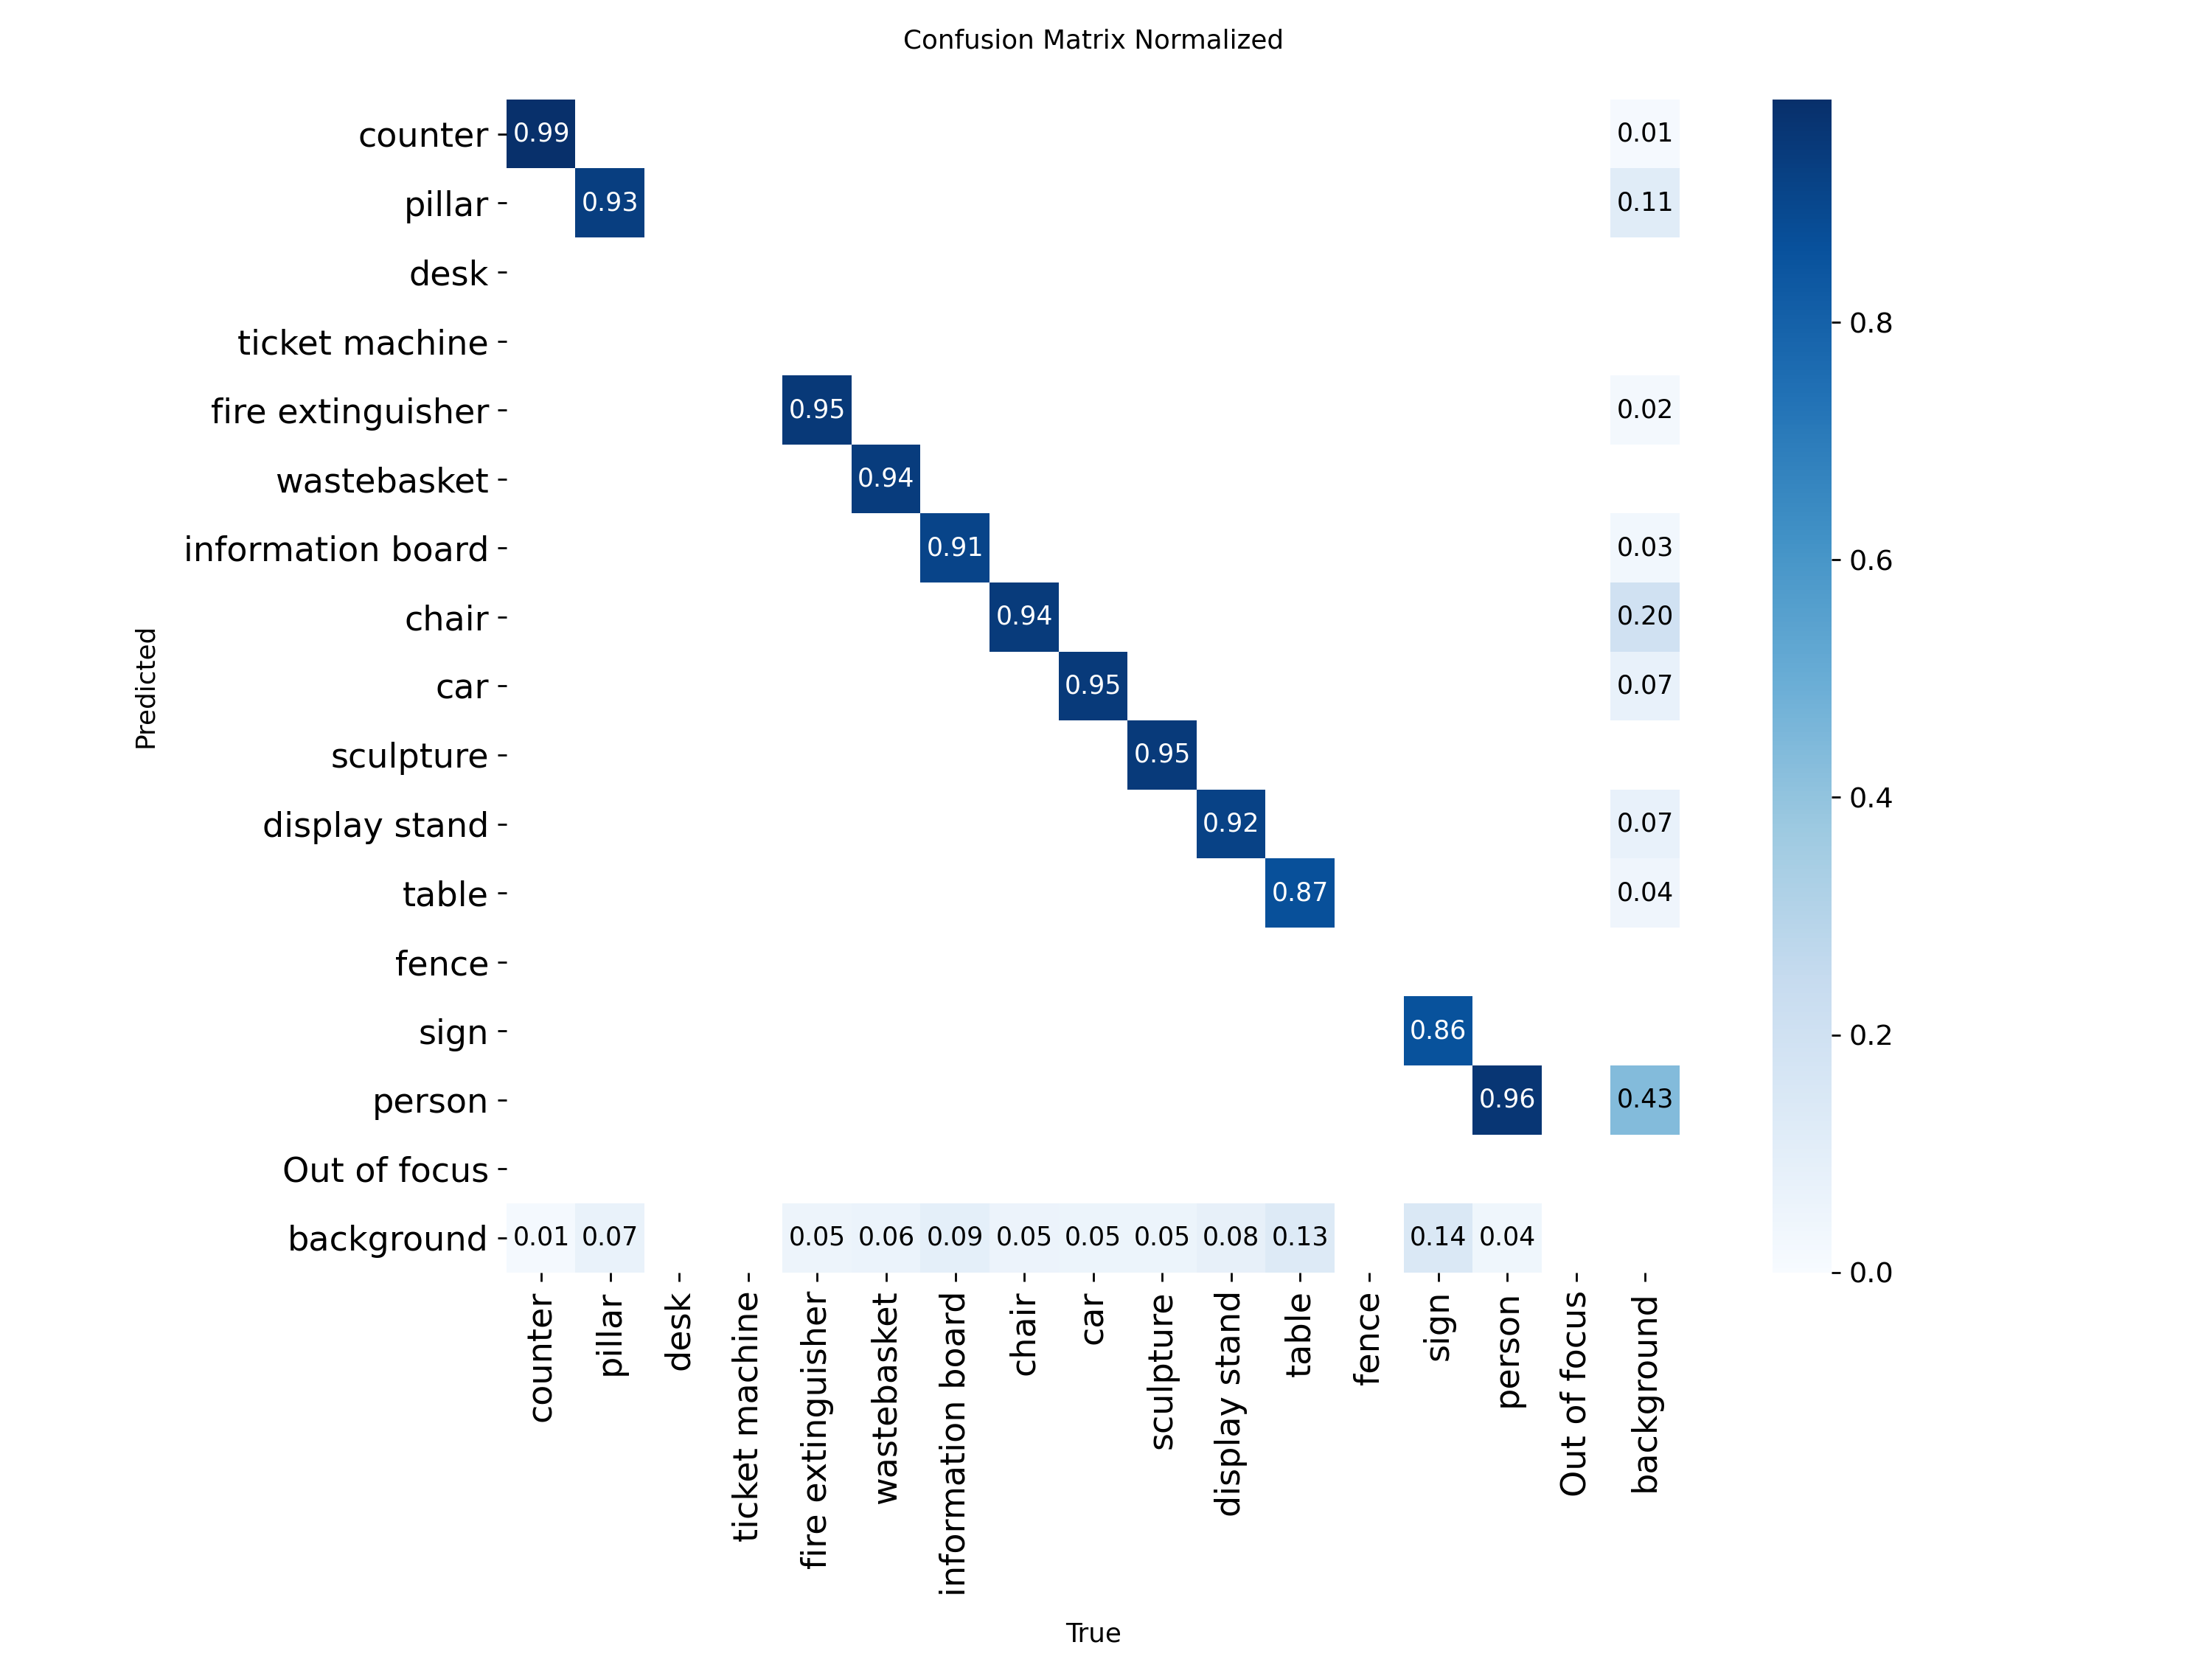 Confusion Matrix Normalized
counter 0.99 0.01
pillar 0.93 0.11
desk
ticket machine
fire extinguisher 0.95 0.02
wastebasket 0.94
information board 0.91 0.03
chair 0.94 0.20
car 0.95 0.07
sculpture 0.95
display stand 0.92 0.07
table 0.87 0.04
fence
sign 0.86
person 0.96 0.43
Out of focus
background 0.01 0.07 0.05 0.06 0.09 0.05 0.05 0.05 0.08 0.13 0.14 0.04
Predicted
counter
pillar
desk
ticket machine
fire extinguisher
wastebasket
information board
chair
car
sculpture
display stand
table
fence
sign
person
Out of focus
background
True
0.8
0.6
0.4
0.2
0.0